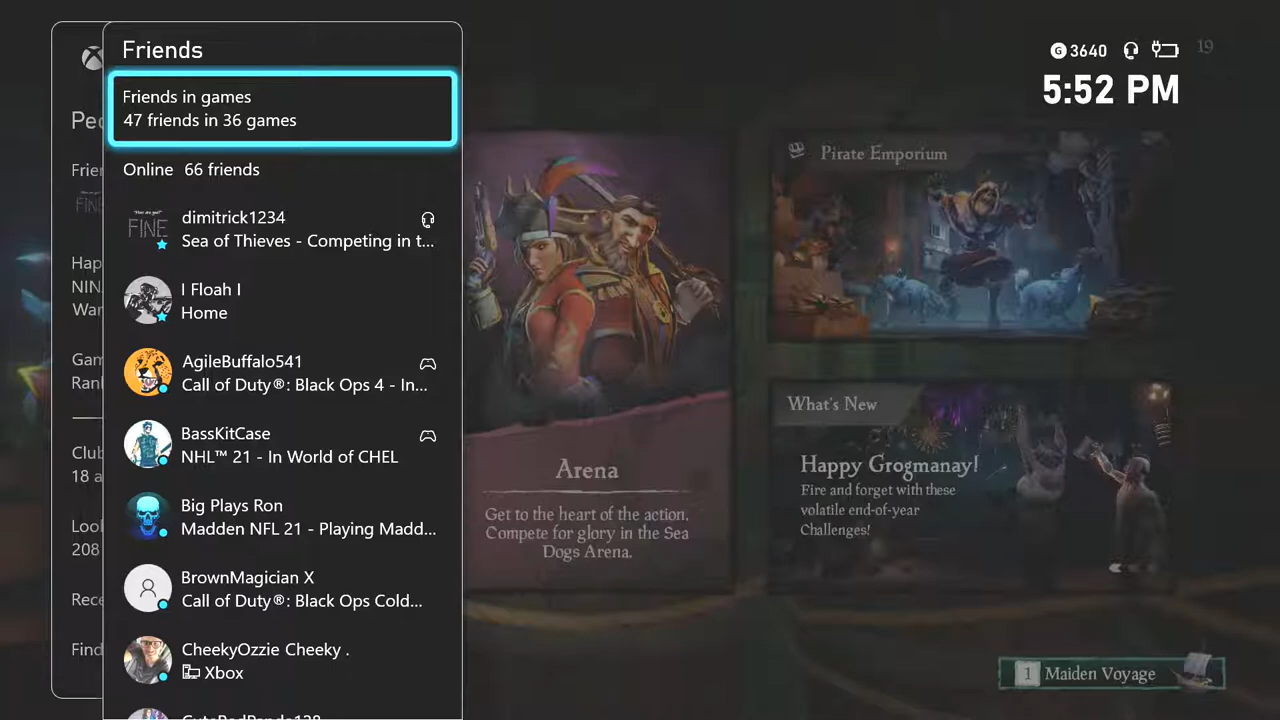 Friends
Friends in games
47 friends in 36 games
Online 66 friends
dimitrick1234
Sea of Thieves - Competing in t...
I Floah I
Home
AgileBuffalo541
Call of Duty®: Black Ops 4 - In...
BassKitCase
NHL™ 21 - In World of CHEL
Big Plays Ron
Madden NFL 21 - Playing Madd...
BrownMagician X
Call of Duty®: Black Ops Cold...
CheekyOzzie Cheeky .
Xbox
FINE
Arena
Get to the heart of the action.
Compete for glory in the Sea
Dogs Arena.
G 3640
19
5:52 PM
Pirate Emporium
What's New
Happy Grogmanay!
Fire and forget with these
volatile end-of-year
Challenges!
1 Maiden Voyage
18 a
208